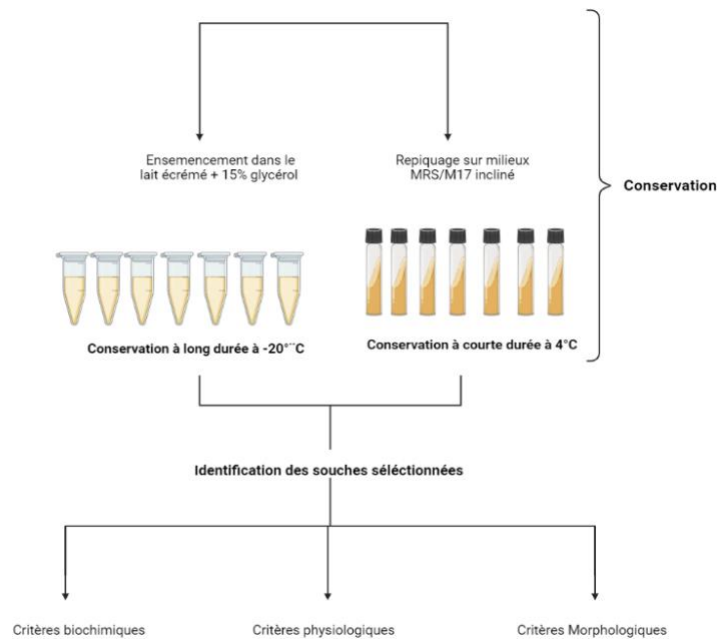 Ensemencement dans le
lait écrémé + 15% glycérol
Repiquage sur milieux
MRS/M17 incliné
Conservation
Conservation à long durée à -20°¨C
Conservation à courte durée à 4°C
Identification des souches séléctionnées
Critères biochimiques
Critères physiologiques
Critères Morphologiques